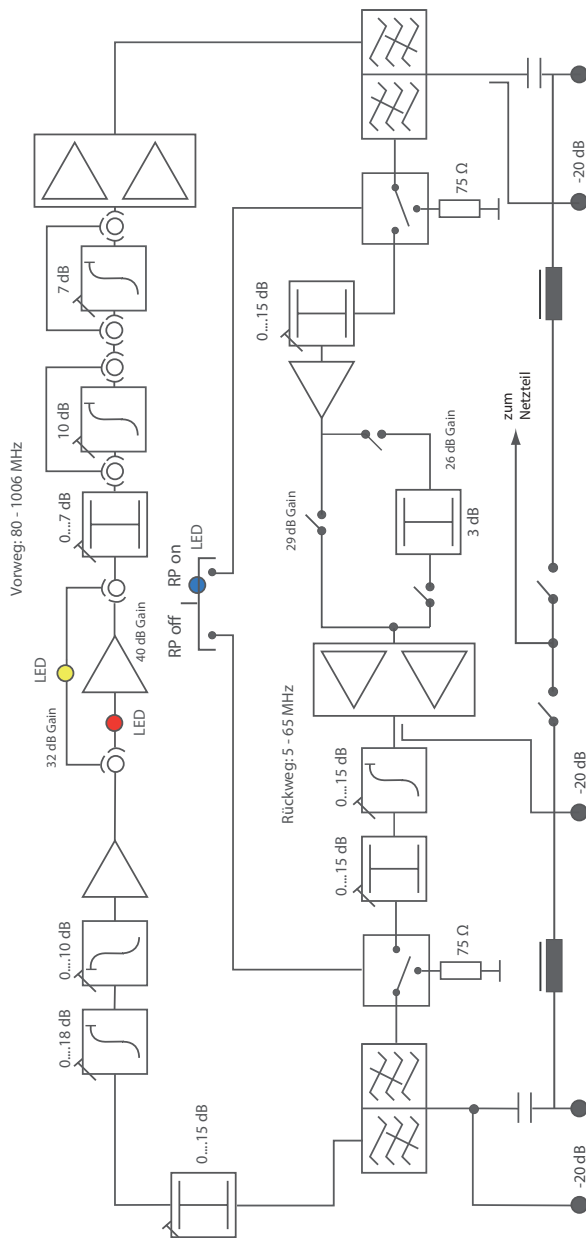 Vorweg: 80 - 1006 MHz
0....15 dB
0....18 dB
0....10 dB
32 dB Gain
LED
LED
40 dB Gain
0....7 dB
10 dB
7 dB
RP off
RP on
LED
Rückweg: 5 - 65 MHz
75 Ω
0....15 dB
0....15 dB
29 dB Gain
26 dB Gain
3 dB
0....15 dB
75 Ω
zum
Netzteil
-20 dB
-20 dB
-20 dB